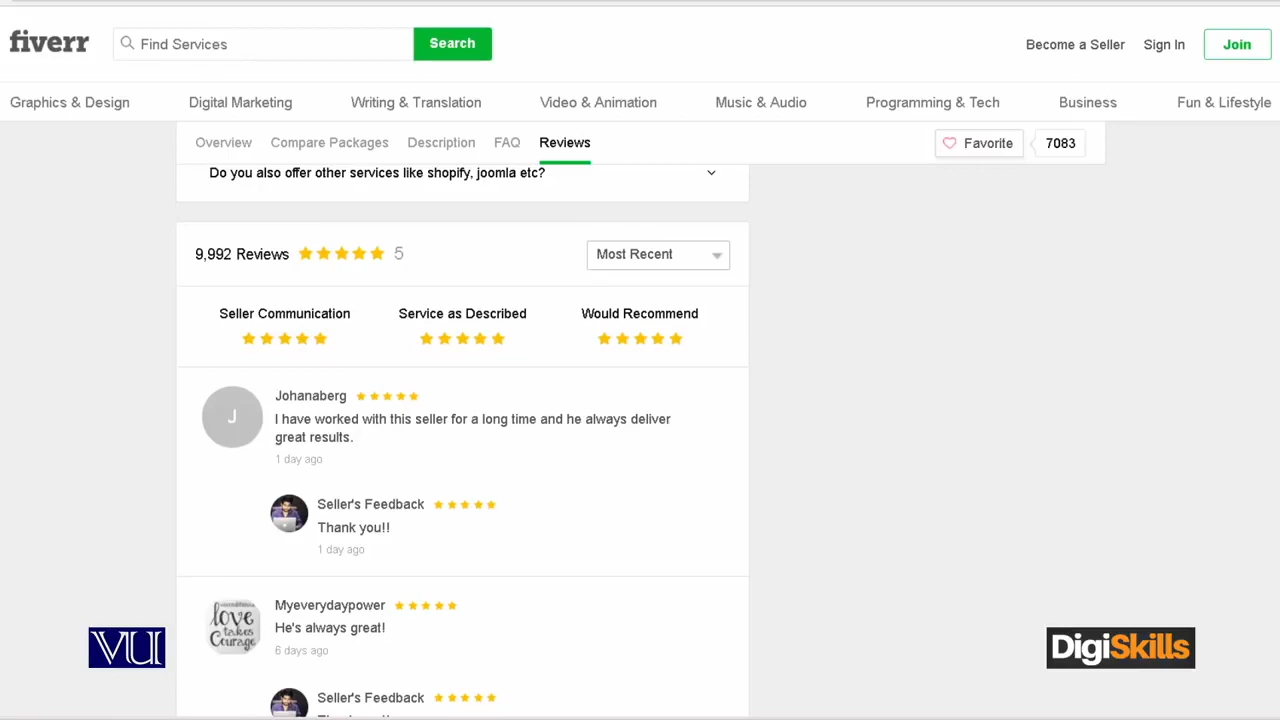 fiverr
Find Services
Search
Become a Seller
Sign In
Join
Graphics & Design
Digital Marketing
Writing & Translation
Video & Animation
Music & Audio
Programming & Tech
Business
Fun & Lifestyle
Overview
Compare Packages
Description
FAQ
Reviews
Favorite
7083
Do you also offer other services like shopify, joomla etc?
9,992 Reviews
5
Most Recent
Seller Communication
Service as Described
Would Recommend
J
Johanaberg
I have worked with this seller for a long time and he always deliver
great results.
1 day ago
Seller's Feedback
Thank you!!
1 day ago
love
takes
Courage
Myeverydaypower
He's always great!
6 days ago
Seller's Feedback
VU
DigiSkills